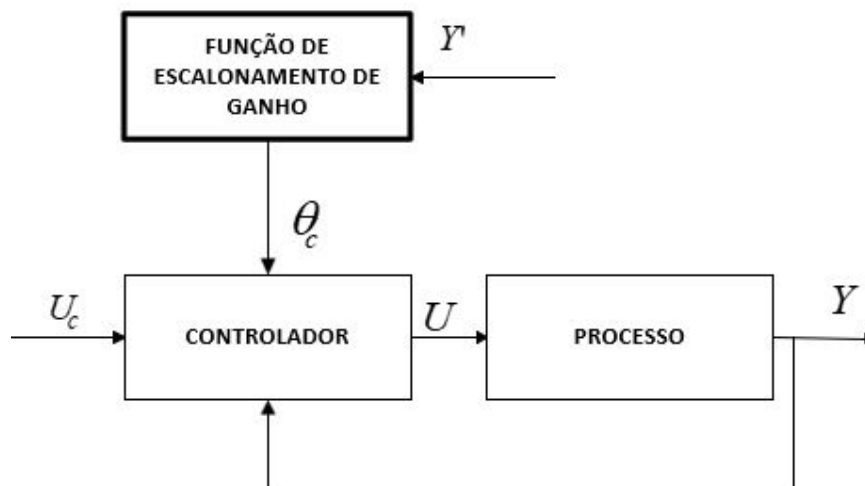 FUNÇÃO DE
ESCALONAMENTO DE
GANHO
Y'
θc
Uc
CONTROLADOR
U
PROCESSO
Y